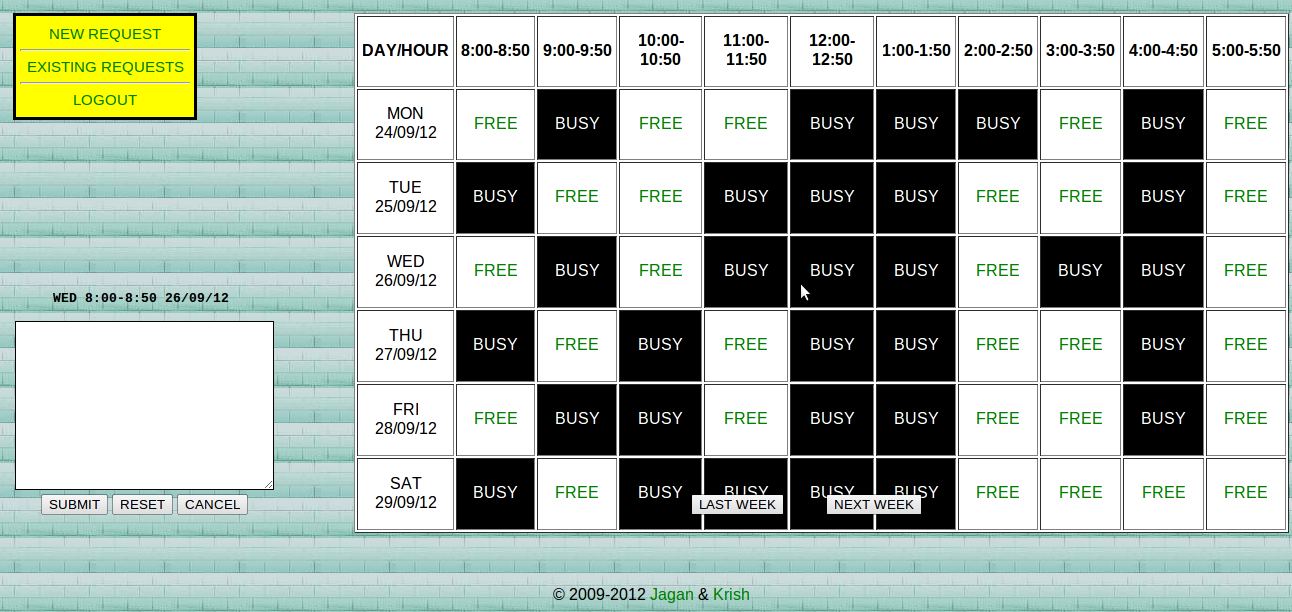 NEW REQUEST
EXISTING REQUESTS
LOGOUT
WED 8:00-8:50 26/09/12
SUBMIT RESET CANCEL
DAY/HOUR 8:00-8:50 9:00-9:50 10:00-10:50 11:00-11:50 12:00-12:50 1:00-1:50 2:00-2:50 3:00-3:50 4:00-4:50 5:00-5:50
MON 24/09/12 FREE BUSY FREE FREE BUSY BUSY BUSY FREE BUSY FREE
TUE 25/09/12 BUSY FREE FREE BUSY BUSY BUSY FREE FREE BUSY FREE
WED 26/09/12 FREE BUSY FREE BUSY BUSY BUSY FREE BUSY BUSY FREE
THU 27/09/12 BUSY FREE BUSY FREE BUSY BUSY FREE FREE BUSY FREE
FRI 28/09/12 FREE BUSY BUSY FREE BUSY BUSY FREE FREE BUSY FREE
SAT 29/09/12 BUSY FREE BUSY BUSY BUSY BUSY FREE FREE FREE FREE
LAST WEEK NEXT WEEK
© 2009-2012 Jagan & Krish